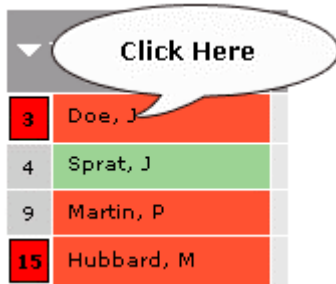 Click Here
3 Doe, J
4 Sprat, J
9 Martin, P
15 Hubbard, M